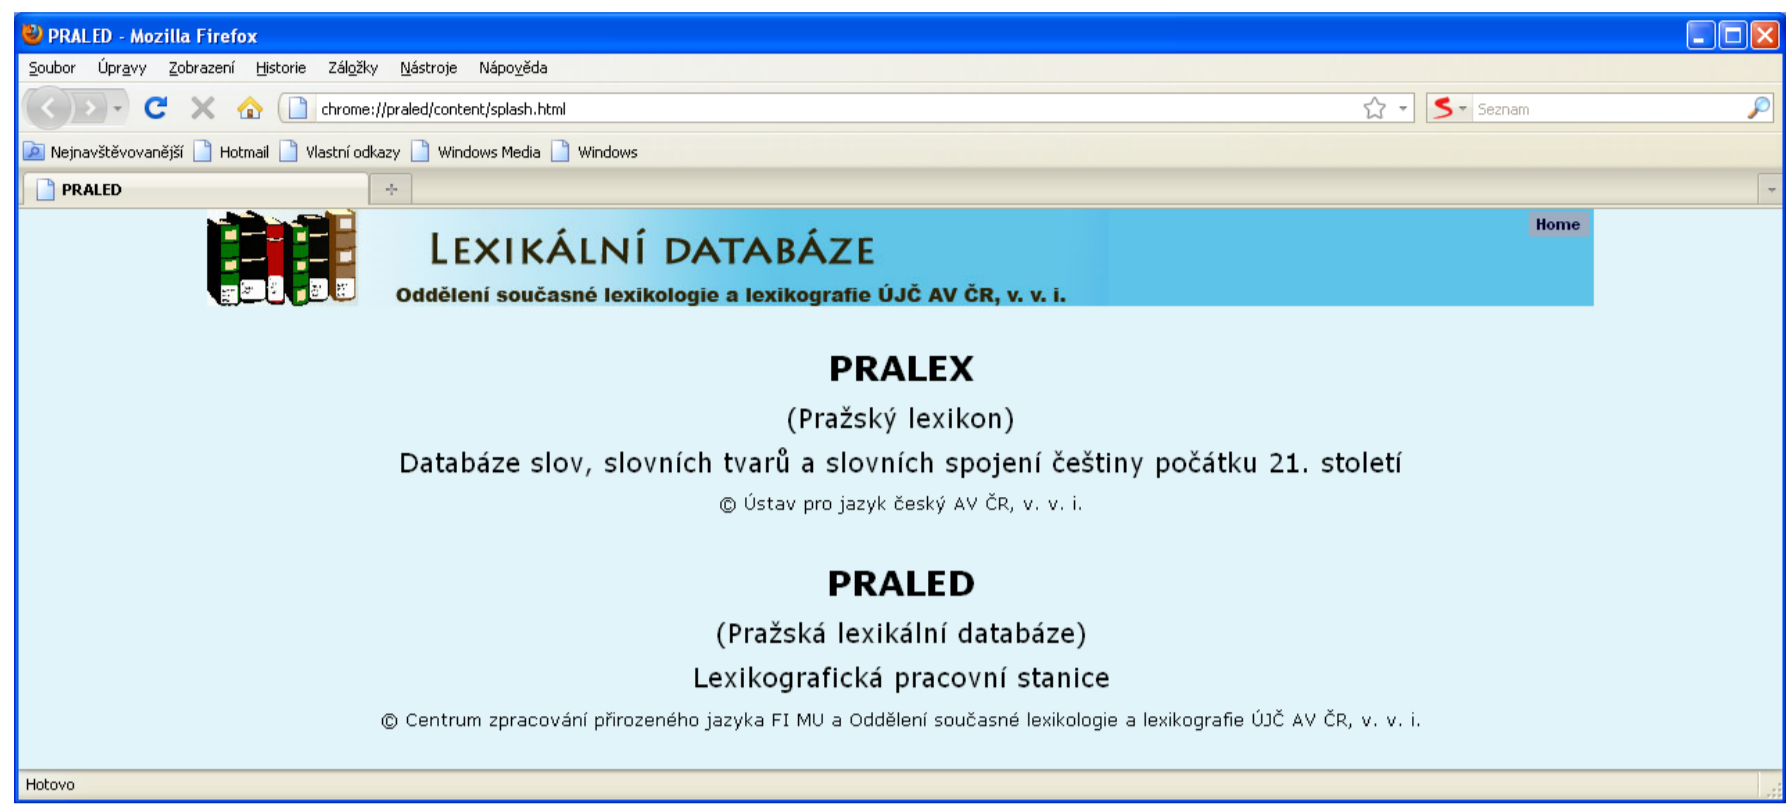 PRALED - Mozilla Firefox
Soubor Úpravy Zobrazení Historie Záložky Nástroje Nápověda
chrome://praled/content/splash.html Seznam
Nejnavštěvovanější Hotmail Vlastní odkazy Windows Media Windows
PRALED
Home
LEXIKÁLNÍ DATABÁZE
Oddělení současné lexikologie a lexikografie ÚJČ AV ČR, v. v. i.
PRALEX
(Pražský lexikon)
Databáze slov, slovních tvarů a slovních spojení češtiny počátku 21. století
© Ústav pro jazyk český AV ČR, v. v. i.
PRALED
(Pražská lexikální databáze)
Lexikografická pracovní stanice
© Centrum zpracování přirozeného jazyka FI MU a Oddělení současné lexikologie a lexikografie ÚJČ AV ČR, v. v. i.
Hotovo